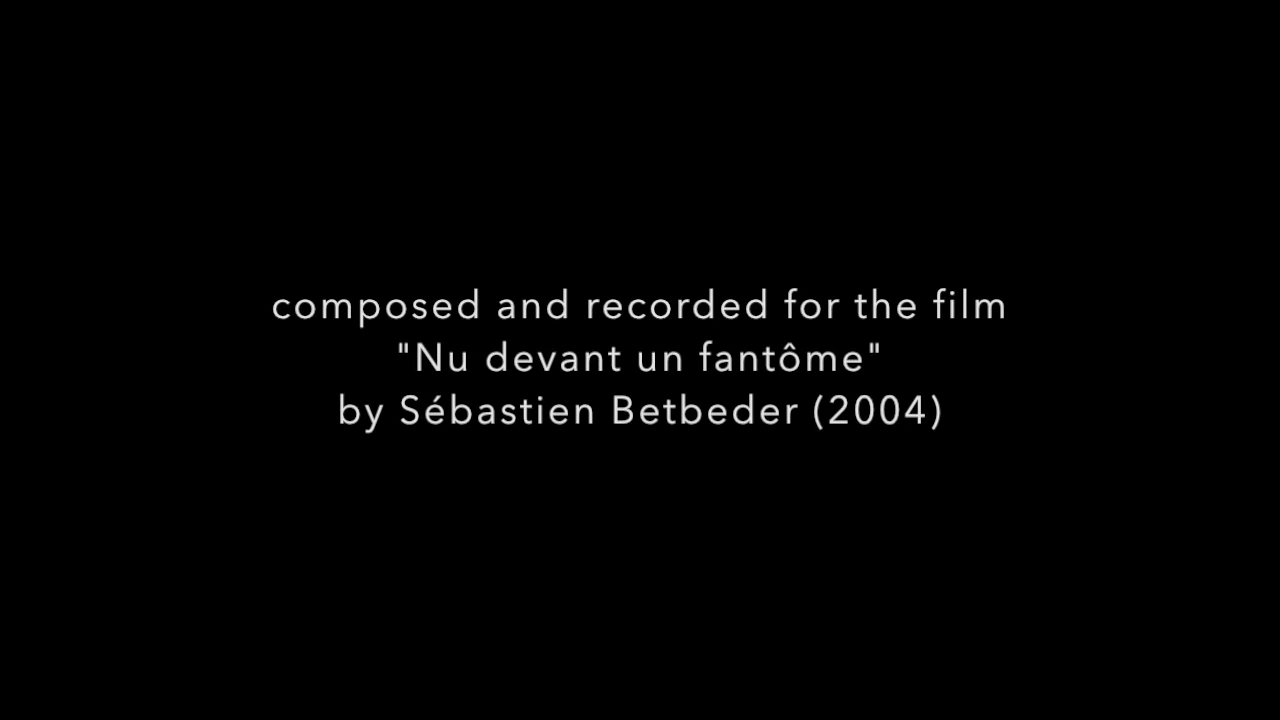 composed and recorded for the film
"Nu devant un fantôme"
by Sébastien Betbeder (2004)